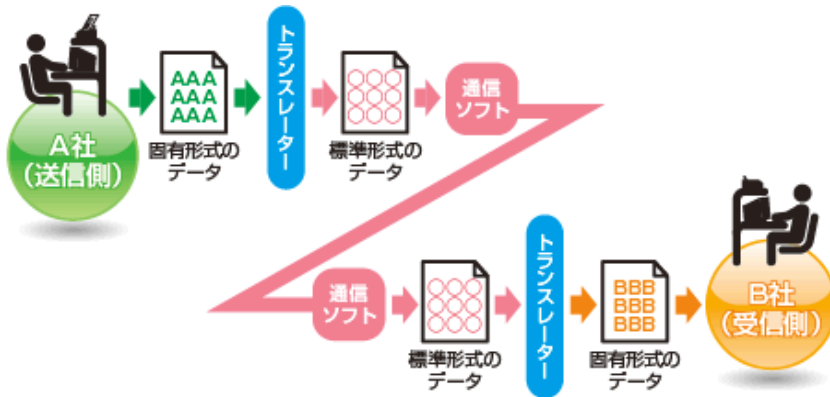 A社
(送信側)
AAA
AAA
AAA
固有形式の
データ
トランスレーター
標準形式の
データ
通信
ソフト
通信
ソフト
標準形式の
データ
トランスレーター
BBB
BBB
BBB
固有形式の
データ
B社
(受信側)